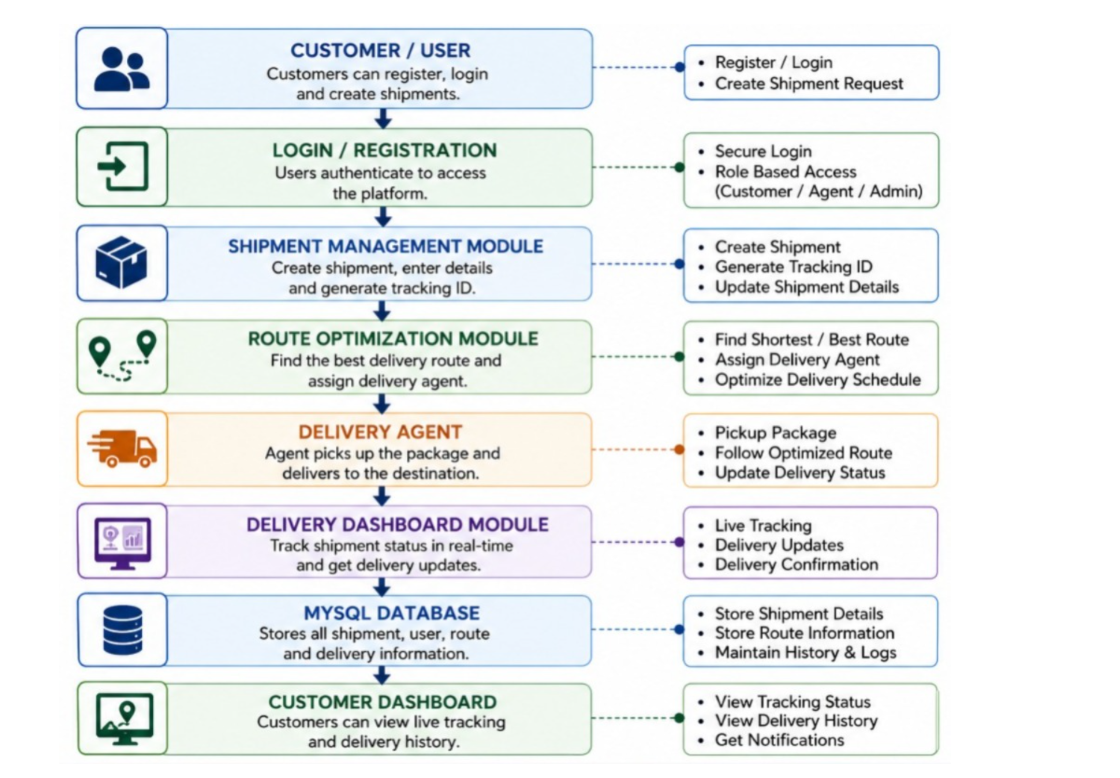 CUSTOMER / USER
Customers can register, login
and create shipments.
• Register / Login
• Create Shipment Request
LOGIN / REGISTRATION
Users authenticate to access
the platform.
• Secure Login
• Role Based Access
(Customer / Agent / Admin)
SHIPMENT MANAGEMENT MODULE
Create shipment, enter details
and generate tracking ID.
• Create Shipment
• Generate Tracking ID
• Update Shipment Details
ROUTE OPTIMIZATION MODULE
Find the best delivery route and
assign delivery agent.
• Find Shortest / Best Route
• Assign Delivery Agent
• Optimize Delivery Schedule
DELIVERY AGENT
Agent picks up the package and
delivers to the destination.
• Pickup Package
• Follow Optimized Route
• Update Delivery Status
DELIVERY DASHBOARD MODULE
Track shipment status in real-time
and get delivery updates.
• Live Tracking
• Delivery Updates
• Delivery Confirmation
MYSQL DATABASE
Stores all shipment, user, route
and delivery information.
• Store Shipment Details
• Store Route Information
• Maintain History & Logs
CUSTOMER DASHBOARD
Customers can view live tracking
and delivery history.
• View Tracking Status
• View Delivery History
• Get Notifications